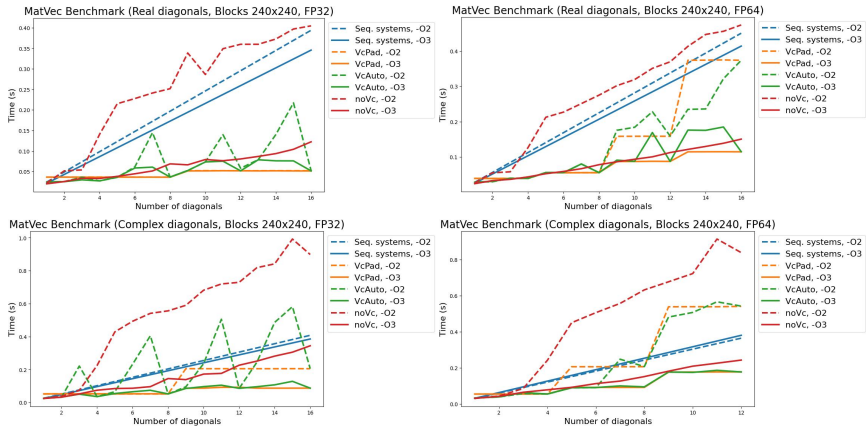 MatVec Benchmark (Real diagonals, Blocks 240x240, FP32)
Time (s)
0.40
0.35
0.30
0.25
0.20
0.15
0.10
0.05
2 4 6 8 10 12 14 16
Number of diagonals
Seq. systems, -O2
Seq. systems, -O3
VcPad, -O2
VcPad, -O3
VcAuto, -O2
VcAuto, -O3
noVc, -O2
noVc, -O3
MatVec Benchmark (Real diagonals, Blocks 240x240, FP64)
Time (s)
0.4
0.3
0.2
0.1
2 4 6 8 10 12 14 16
Number of diagonals
Seq. systems, -O2
Seq. systems, -O3
VcPad, -O2
VcPad, -O3
VcAuto, -O2
VcAuto, -O3
noVc, -O2
noVc, -O3
MatVec Benchmark (Complex diagonals, Blocks 240x240, FP32)
Time (s)
1.0
0.8
0.6
0.4
0.2
0.0
2 4 6 8 10 12 14 16
Number of diagonals
Seq. systems, -O2
Seq. systems, -O3
VcPad, -O2
VcPad, -O3
VcAuto, -O2
VcAuto, -O3
noVc, -O2
noVc, -O3
MatVec Benchmark (Complex diagonals, Blocks 240x240, FP64)
Time (s)
0.8
0.6
0.4
0.2
0.0
2 4 6 8 10 12
Number of diagonals
Seq. systems, -O2
Seq. systems, -O3
VcPad, -O2
VcPad, -O3
VcAuto, -O2
VcAuto, -O3
noVc, -O2
noVc, -O3